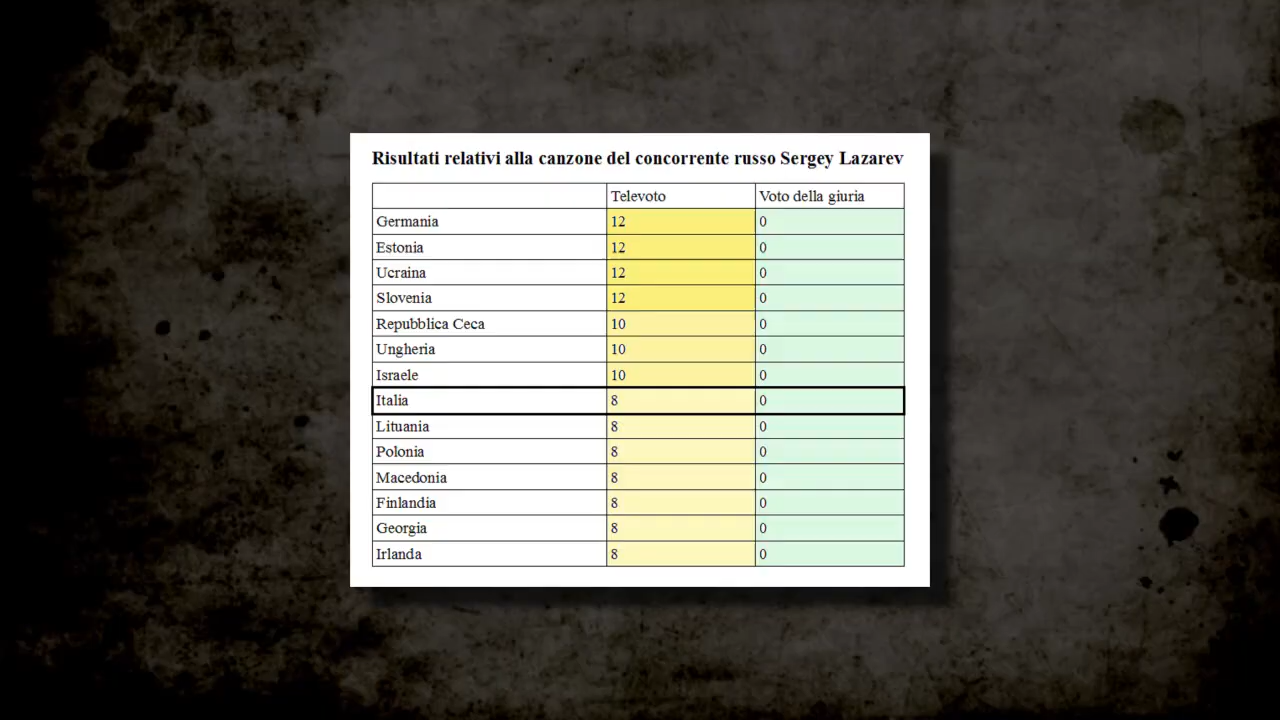 Risultati relativi alla canzone del concorrente russo Sergey Lazarev
Televoto Voto della giuria
Germania 12 0
Estonia 12 0
Ucraina 12 0
Slovenia 12 0
Repubblica Ceca 10 0
Ungheria 10 0
Israele 10 0
Italia 8 0
Lituania 8 0
Polonia 8 0
Macedonia 8 0
Finlandia 8 0
Georgia 8 0
Irlanda 8 0